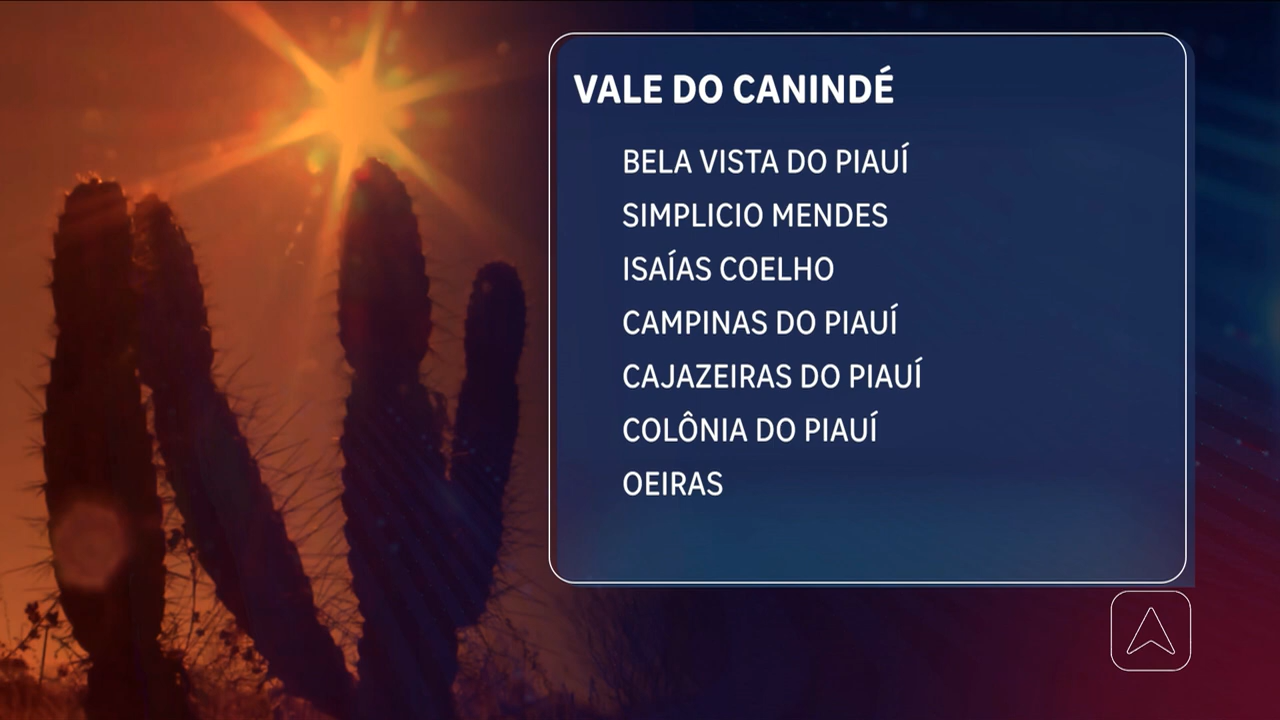 VALE DO CANINDÉ
BELA VISTA DO PIAUÍ
SIMPLICIO MENDES
ISAÍAS COELHO
CAMPINAS DO PIAUÍ
CAJAZEIRAS DO PIAUÍ
COLÔNIA DO PIAUÍ
OEIRAS